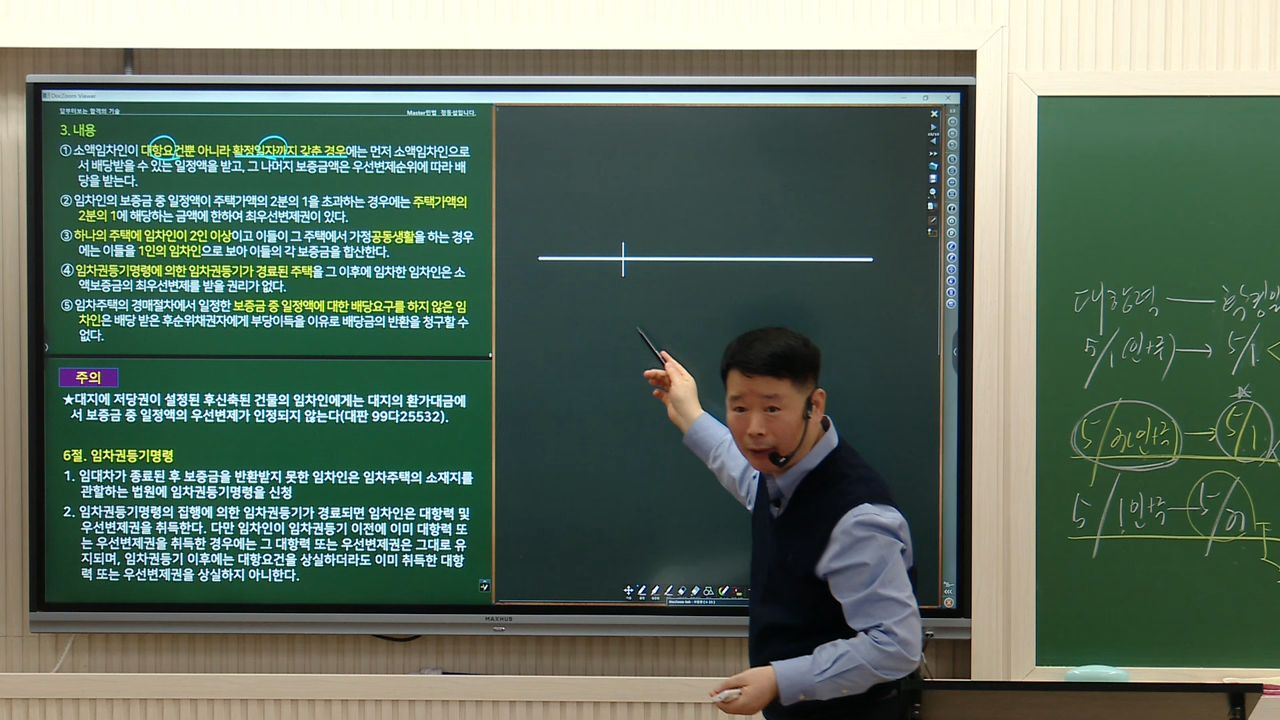 DocZoom Viewer
앞부터보는 합격의 기술
Master민법 정동섭입니다.
3. 내용
① 소액임차인이 대항요건뿐 아니라 확정일자까지 갖춘 경우에는 먼저 소액임차인으로
서 배당받을 수 있는 일정액을 받고, 그 나머지 보증금액은 우선변제순위에 따라 배
당을 받는다.
② 임차인의 보증금 중 일정액이 주택가액의 2분의 1을 초과하는 경우에는 주택가액의
2분의 1에 해당하는 금액에 한하여 최우선변제권이 있다.
③ 하나의 주택에 임차인이 2인 이상이고 이들이 그 주택에서 가정공동생활을 하는 경우
에는 이들을 1인의 임차인으로 보아 이들의 각 보증금을 합산한다.
④ 임차권등기명령에 의한 임차권등기가 경료된 주택을 그 이후에 임차한 임차인은 소
액보증금의 최우선변제를 받을 권리가 없다.
⑤ 임차주택의 경매절차에서 일정한 보증금 중 일정액에 대한 배당요구를 하지 않은 임
차인은 배당 받은 후순위채권자에게 부당이득을 이유로 배당금의 반환을 청구할 수
없다.
주의
★대지에 저당권이 설정된 후신축된 건물의 임차인에게는 대지의 환가대금에
서 보증금 중 일정액의 우선변제가 인정되지 않는다(대판 99다25532).
6절. 임차권등기명령
1. 임대차가 종료된 후 보증금을 반환받지 못한 임차인은 임차주택의 소재지를
관할하는 법원에 임차권등기명령을 신청
2. 임차권등기명령의 집행에 의한 임차권등기가 경료되면 임차인은 대항력 및
우선변제권을 취득한다. 다만 임차인이 임차권등기 이전에 이미 대항력 또
는 우선변제권을 취득한 경우에는 그 대항력 또는 우선변제권은 그대로 유
지되며, 임차권등기 이후에는 대항요건을 상실하더라도 이미 취득한 대항
력 또는 우선변제권을 상실하지 아니한다.
MAXHUB
대항력 — 확정일
5/1(인+주) → 5/1.
인+주 → 5/1.
5/1 인+주 — 5/